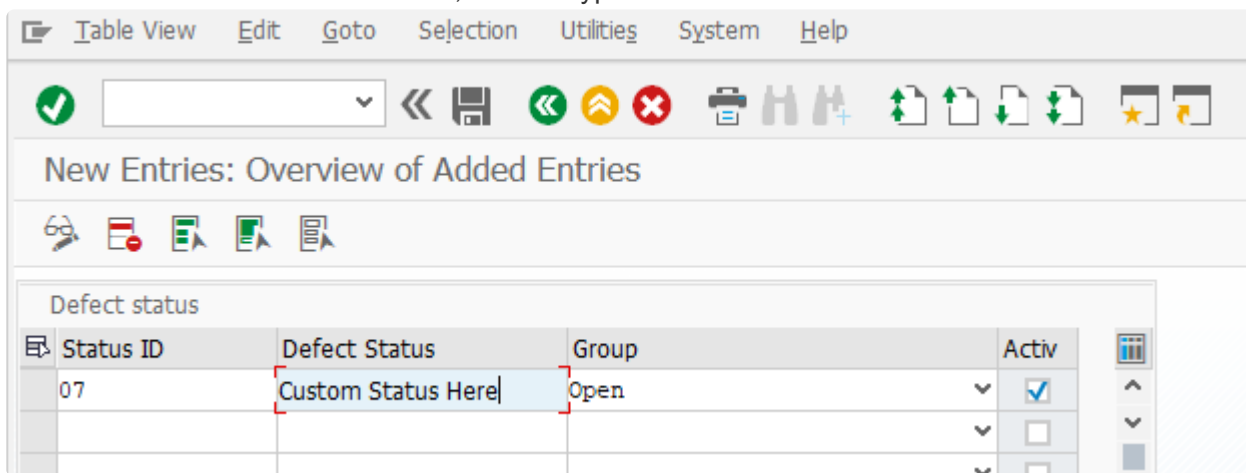 Table View Edit Goto Selection Utilities System Help
New Entries: Overview of Added Entries
Defect status
Status ID Defect Status Group Activ
07 Custom Status Here Open